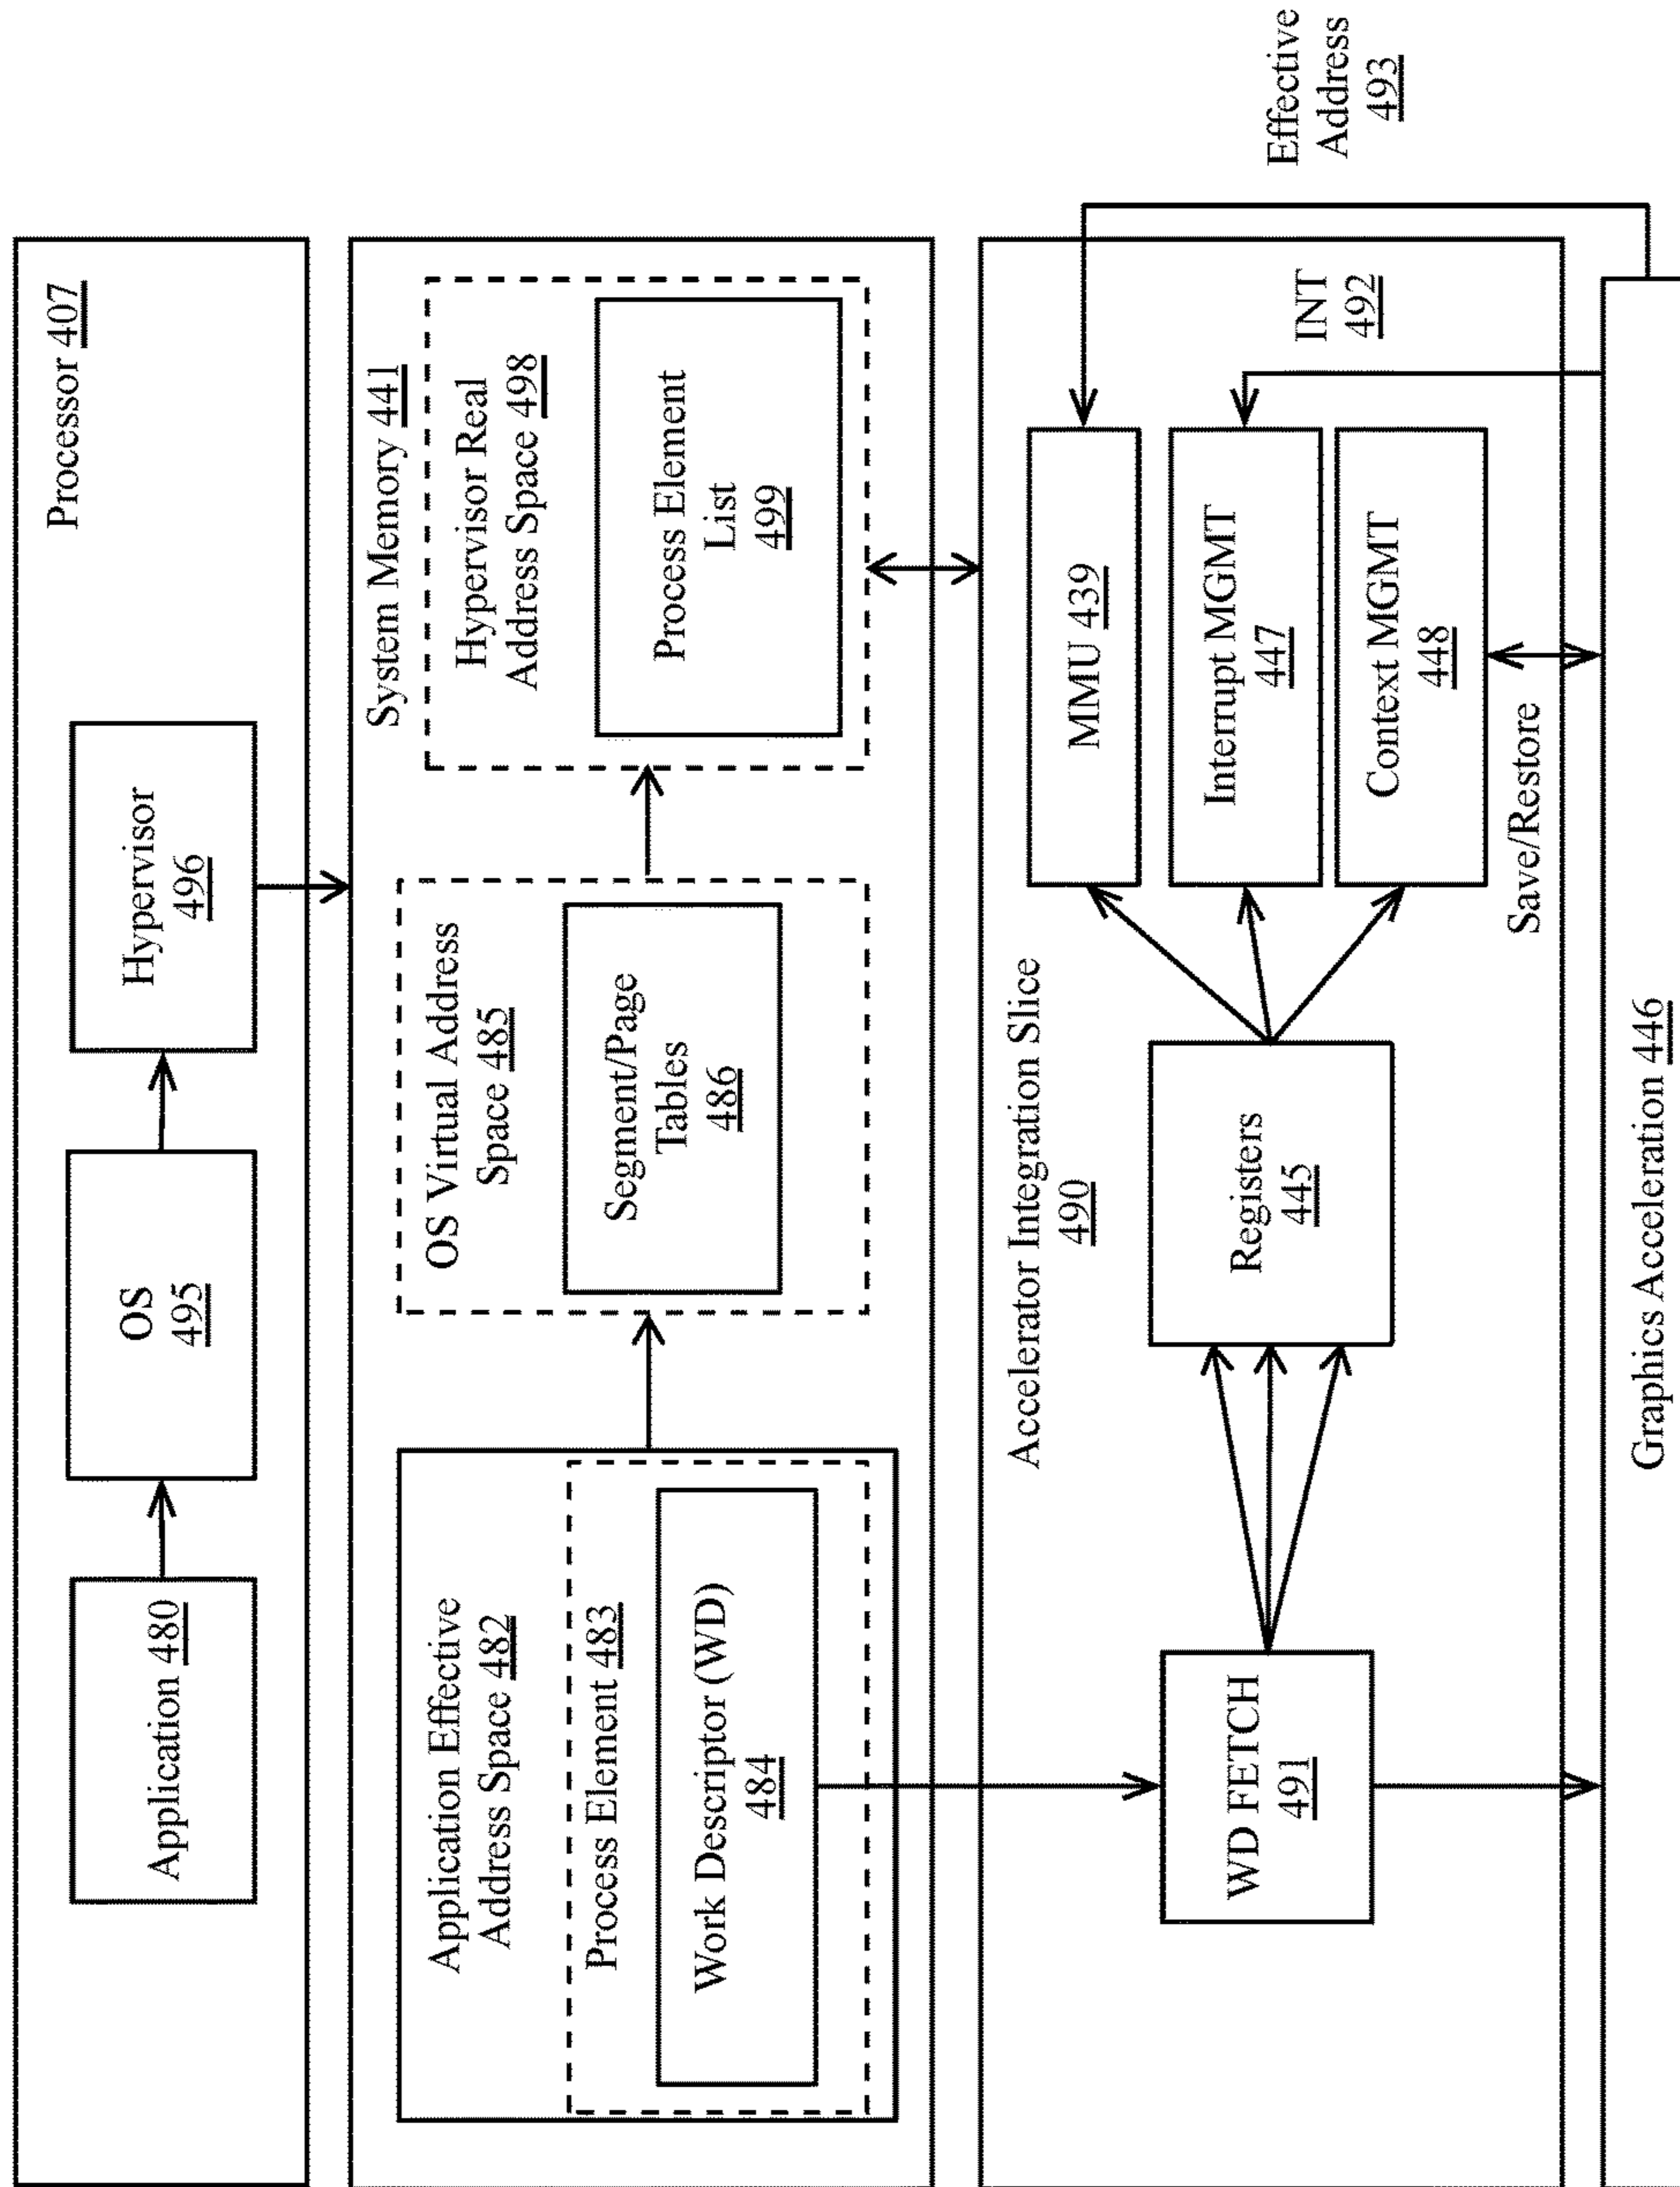 Processor 407
Application 480
OS
495
Hypervisor
496
System Memory 441
Application Effective
Address Space 482
Process Element 483
Work Descriptor (WD)
484
OS Virtual Address
Space 485
Segment/Page
Tables
486
Hypervisor Real
Address Space 498
Process Element
List
499
Accelerator Integration Slice
490
WD FETCH
491
Registers
445
MMU 439
Interrupt MGMT
447
Context MGMT
448
Save/Restore
INT
492
Effective
Address
493
Graphics Acceleration 446